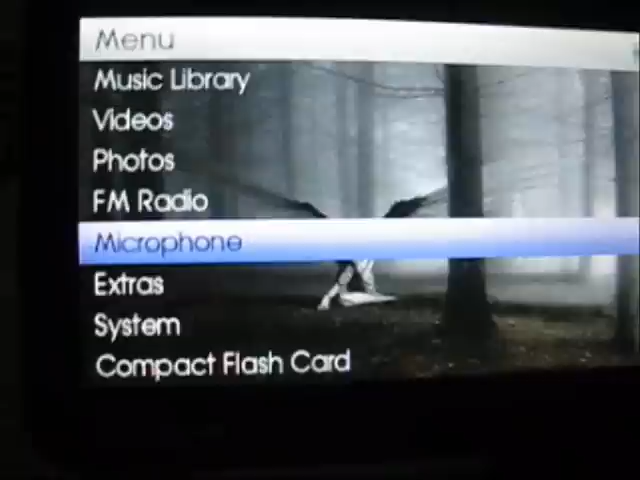 Menu
Music Library
Videos
Photos
FM Radio
Microphone
Extras
System
Compact Flash Card